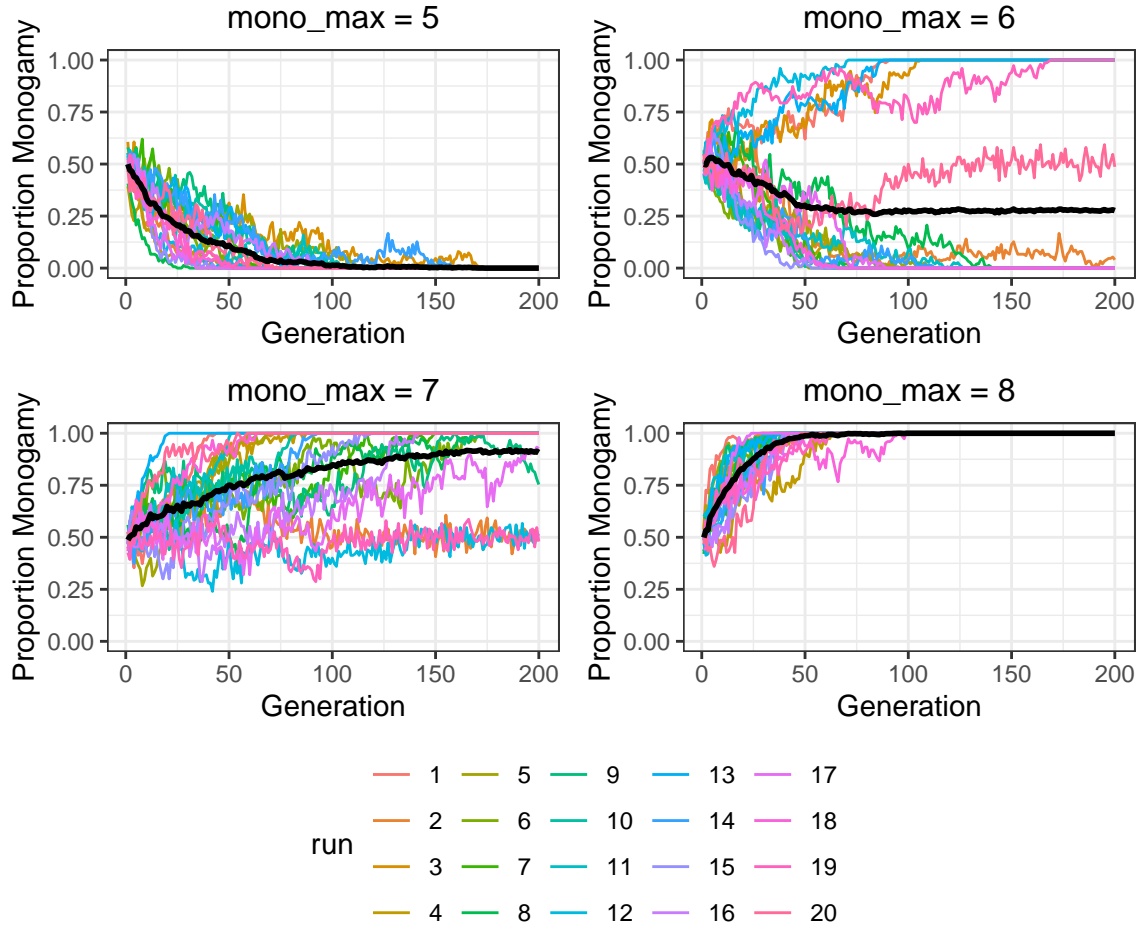 mono_max = 5
mono_max = 6
Proportion Monogamy
1.00
0.75
0.50
0.25
0.00
0 50 100 150 200
Generation
Proportion Monogamy
1.00
0.75
0.50
0.25
0.00
0 50 100 150 200
Generation
mono_max = 7
mono_max = 8
Proportion Monogamy
1.00
0.75
0.50
0.25
0.00
0 50 100 150 200
Generation
Proportion Monogamy
1.00
0.75
0.50
0.25
0.00
0 50 100 150 200
Generation
run
1 5 9 13 17
2 6 10 14 18
3 7 11 15 19
4 8 12 16 20